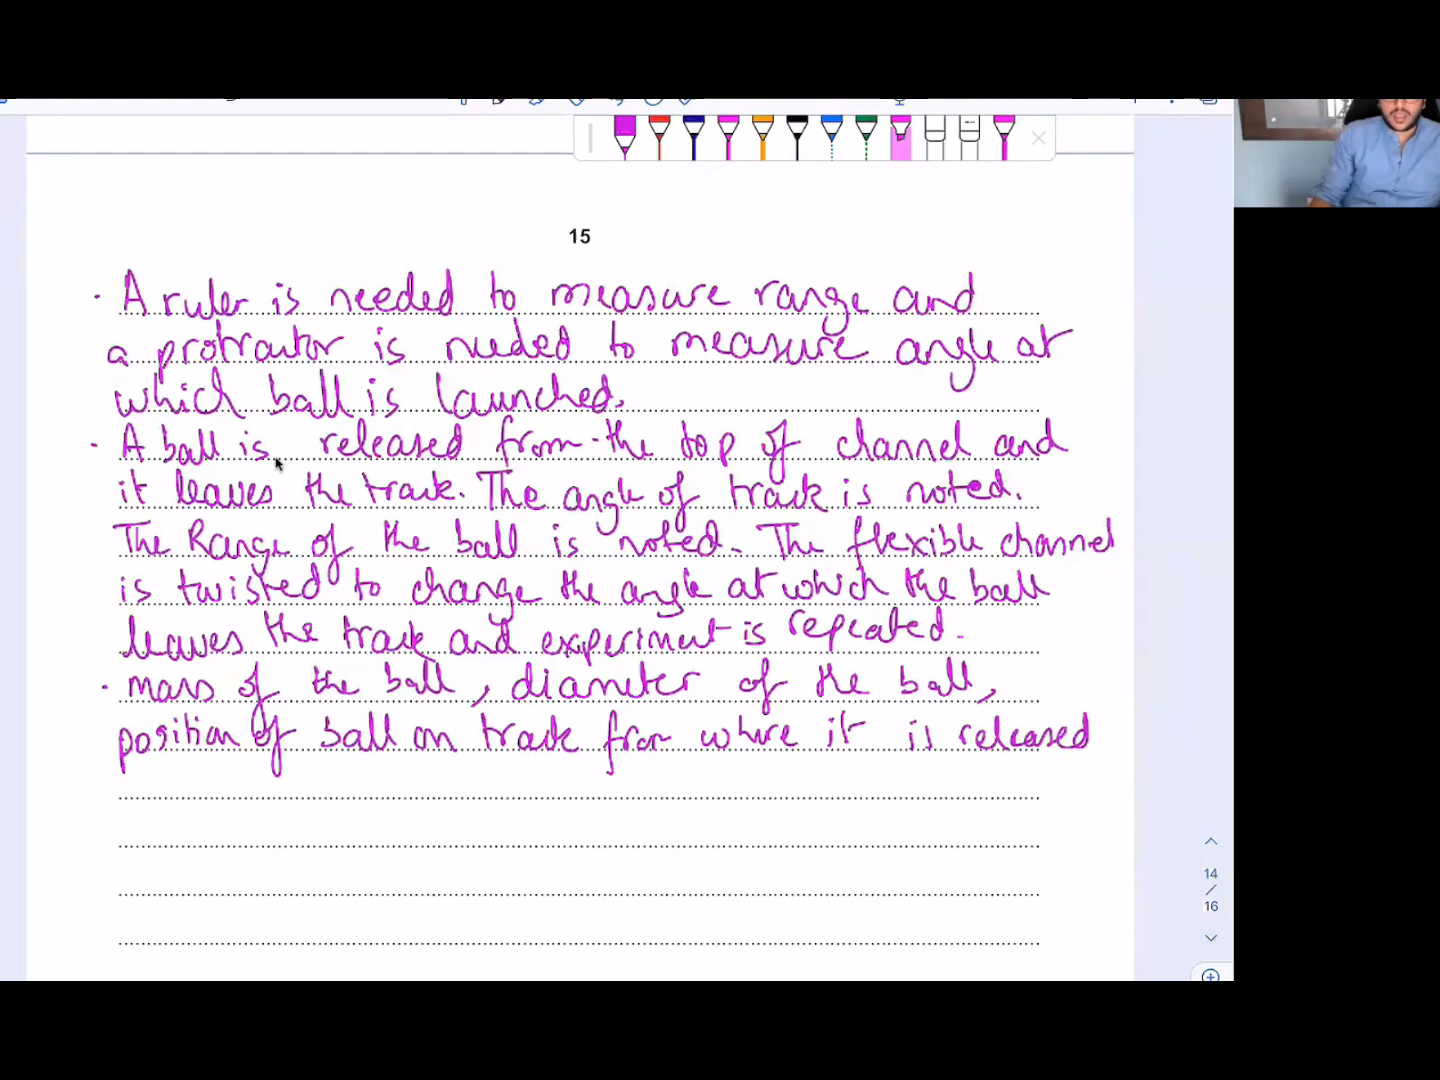 15
· A ruler is needed to measure range and
a protractor is needed to measure angle at
which ball is launched.
· A ball is released from the top of channel and
it leaves the track. The angle of track is noted.
The Range of the ball is noted. The flexible channel
is twisted to change the angle at which the ball
leaves the track and experiment is repeated.
· mass of the ball, diameter of the ball,
position of ball on track from where it is released
14
/
16